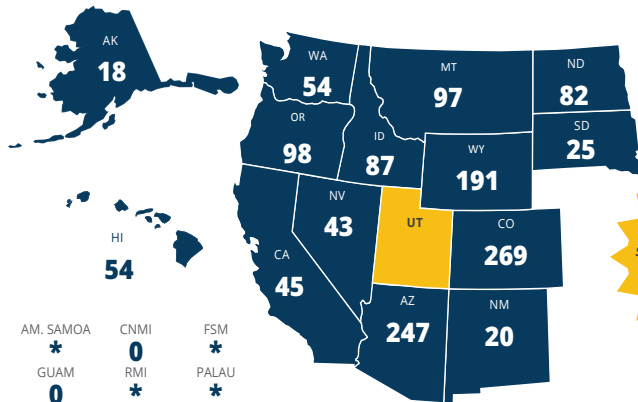 AK
18
WA
54
MT
97
ND
82
OR
98
ID
87
SD
25
WY
191
NV
43
UT
CO
269
HI
54
CA
45
AZ
247
NM
20
AM. SAMOA CNMI FSM
* 0 *
GUAM RMI PALAU
0 * *